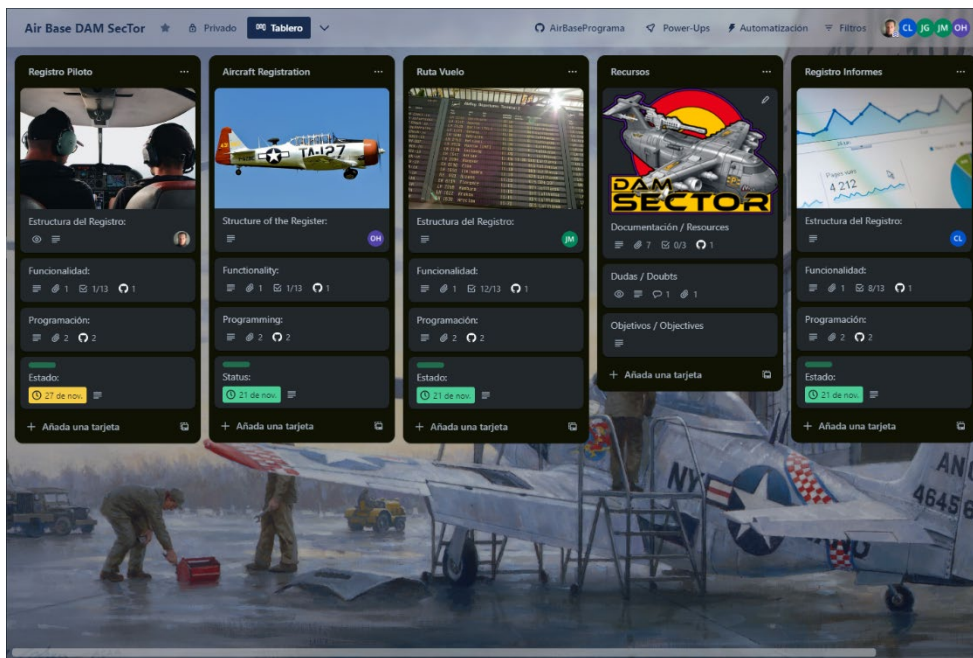 Air Base DAM SecTor
Privado
Tablero
AirBasePrograma
Power-Ups
Automatización
Filtros
CL
JG
JM
OH
Registro Piloto
Estructura del Registro:
Funcionalidad:
1
1/13
1
Programación:
2
2
Estado:
27 de nov.
Añada una tarjeta
Aircraft Registration
TA-127
Structure of the Register:
OH
Functionality:
1
1/13
1
Programming:
2
2
Status:
21 de nov.
Añada una tarjeta
Ruta Vuelo
Estructura del Registro:
JM
Funcionalidad:
1
12/13
1
Programación:
2
2
Estado:
21 de nov.
Añada una tarjeta
Recursos
DAM
SECTOR
Documentación / Resources
7
0/3
1
Dudas / Doubts
1
1
Objetivos / Objectives
Añada una tarjeta
Registro Informes
4 212
Estructura del Registro:
CL
Funcionalidad:
1
8/13
1
Programación:
2
2
Estado:
21 de nov.
Añada una tarjeta
NY
AN
46456